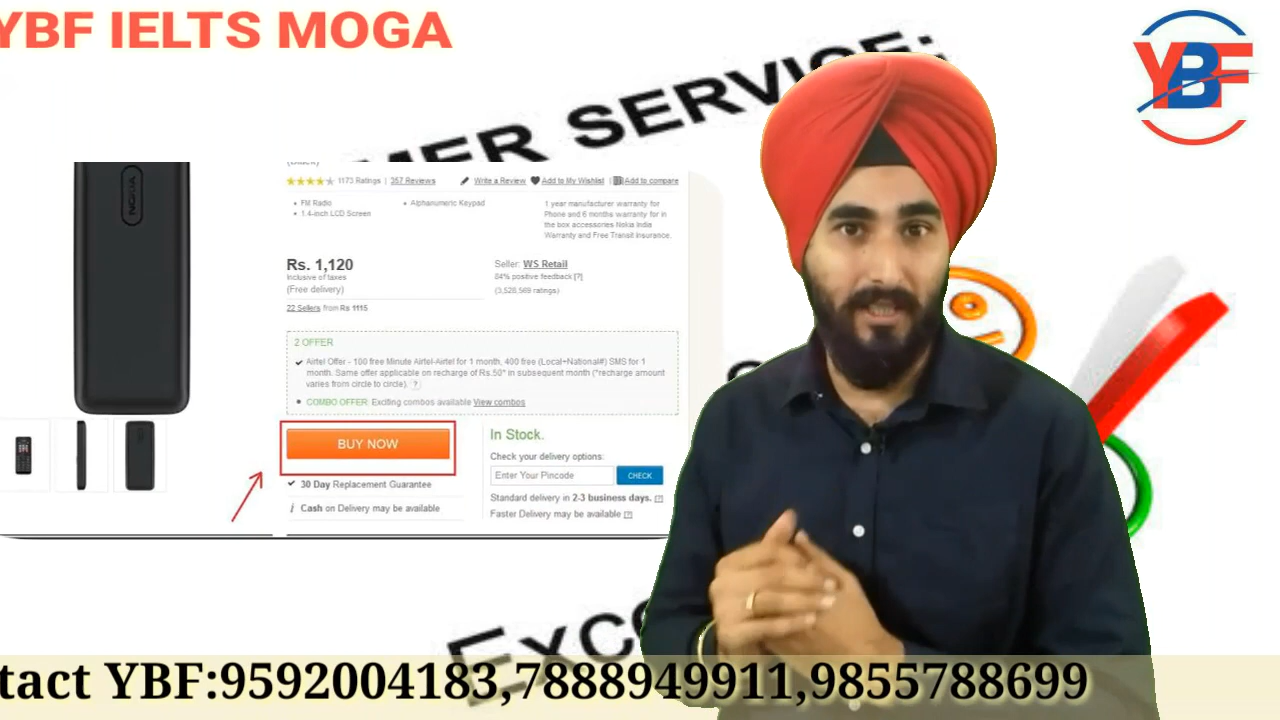 YBF IELTS MOGA
YBF
MER SERVICE:
1173 Ratings | 357 Reviews
Write a Review
Add to My Wishlist
Add to compare
FM Radio
1.4-inch LCD Screen
Alphanumeric Keypad
1 year manufacturer warranty for
Phone and 6 months warranty for in
the box accessories Nokia India
Warranty and Free Transit Insurance.
NOKIA
Rs. 1,120
Inclusive of taxes
(Free delivery)
22 Sellers from Rs 1115
Seller: WS Retail
84% positive feedback [?]
(3,528,569 ratings)
2 OFFER
Airtel Offer - 100 free Minute Airtel-Airtel for 1 month, 400 free (Local+National#) SMS for 1
month. Same offer applicable on recharge of Rs.50* in subsequent month (*recharge amount
varies from circle to circle). ?
COMBO OFFER Exciting combos available View combos
BUY NOW
30 Day Replacement Guarantee
i Cash on Delivery may be available
In Stock.
Check your delivery options:
Enter Your Pincode
CHECK
Standard delivery in 2-3 business days. [?]
Faster Delivery may be available [?]
EXC
tact YBF:9592004183,7888949911,9855788699